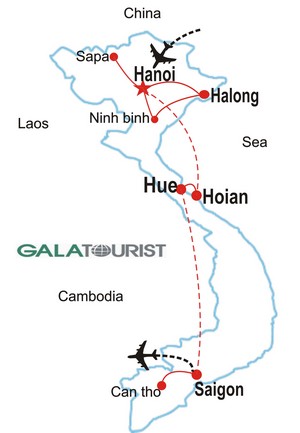 China
Sapa
Hanoi
Halong
Laos
Ninh binh
Sea
Hue
Hoian
GALATOURIST
Cambodia
Saigon
Can tho